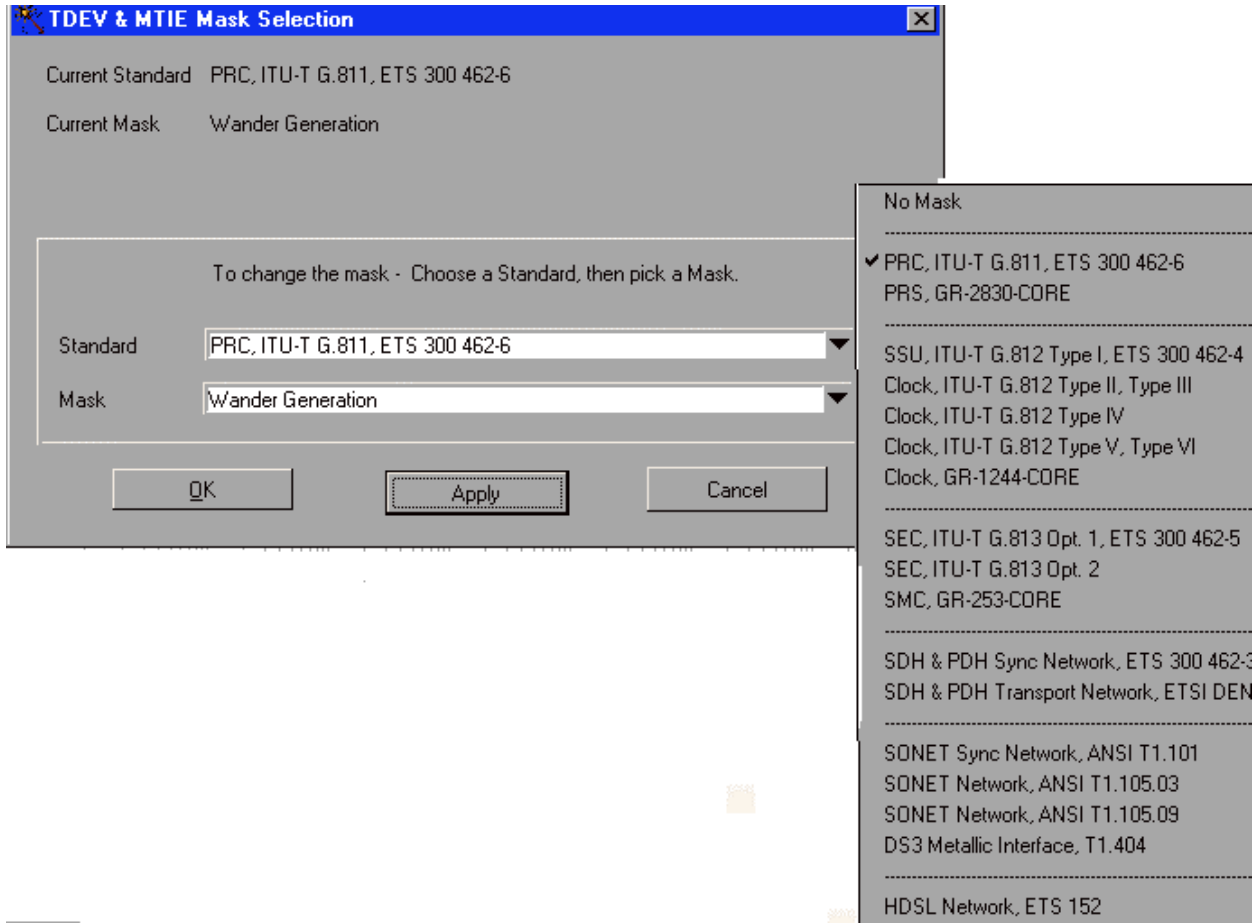 TDEV & MTIE Mask Selection
Current Standard PRC, ITU-T G.811, ETS 300 462-6
Current Mask Wander Generation
To change the mask - Choose a Standard, then pick a Mask.
Standard PRC, ITU-T G.811, ETS 300 462-6
Mask Wander Generation
OK Apply Cancel
No Mask
PRC, ITU-T G.811, ETS 300 462-6
PRS, GR-2830-CORE
SSU, ITU-T G.812 Type I, ETS 300 462-4
Clock, ITU-T G.812 Type II, Type III
Clock, ITU-T G.812 Type IV
Clock, ITU-T G.812 Type V, Type VI
Clock, GR-1244-CORE
SEC, ITU-T G.813 Opt. 1, ETS 300 462-5
SEC, ITU-T G.813 Opt. 2
SMC, GR-253-CORE
SDH & PDH Sync Network, ETS 300 462-3
SDH & PDH Transport Network, ETSI DEN
SONET Sync Network, ANSI T1.101
SONET Network, ANSI T1.105.03
SONET Network, ANSI T1.105.09
DS3 Metallic Interface, T1.404
HDSL Network, ETS 152